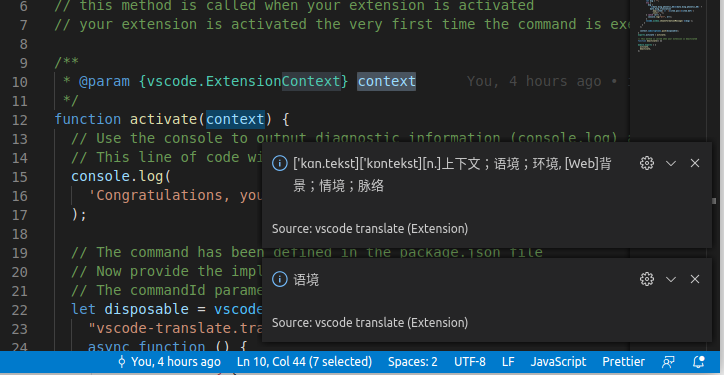 6 // this method is called when your extension is activated
7 // your extension is activated the very first time the command is exe
8
9 /**
10 * @param {vscode.ExtensionContext} context You, 4 hours ago •
11 */
12 function activate(context) {
13 // Use the console to output diagnostic information (console.log)
14 // This line of code wi
15 console.log(
16 'Congratulations, you
17 );
18
19 // The command has been defined in the package.json file
20 // Now provide the impl
21 // The commandId parame
22 let disposable = vscode
23 "vscode-translate.tra
24 async function () {
['kɒn.tekst]['kɒntekst][n.]上下文；语境；环境, [Web]背
景；情境；脉络
Source: vscode translate (Extension)
语境
Source: vscode translate (Extension)
You, 4 hours ago Ln 10, Col 44 (7 selected) Spaces: 2 UTF-8 LF JavaScript Prettier